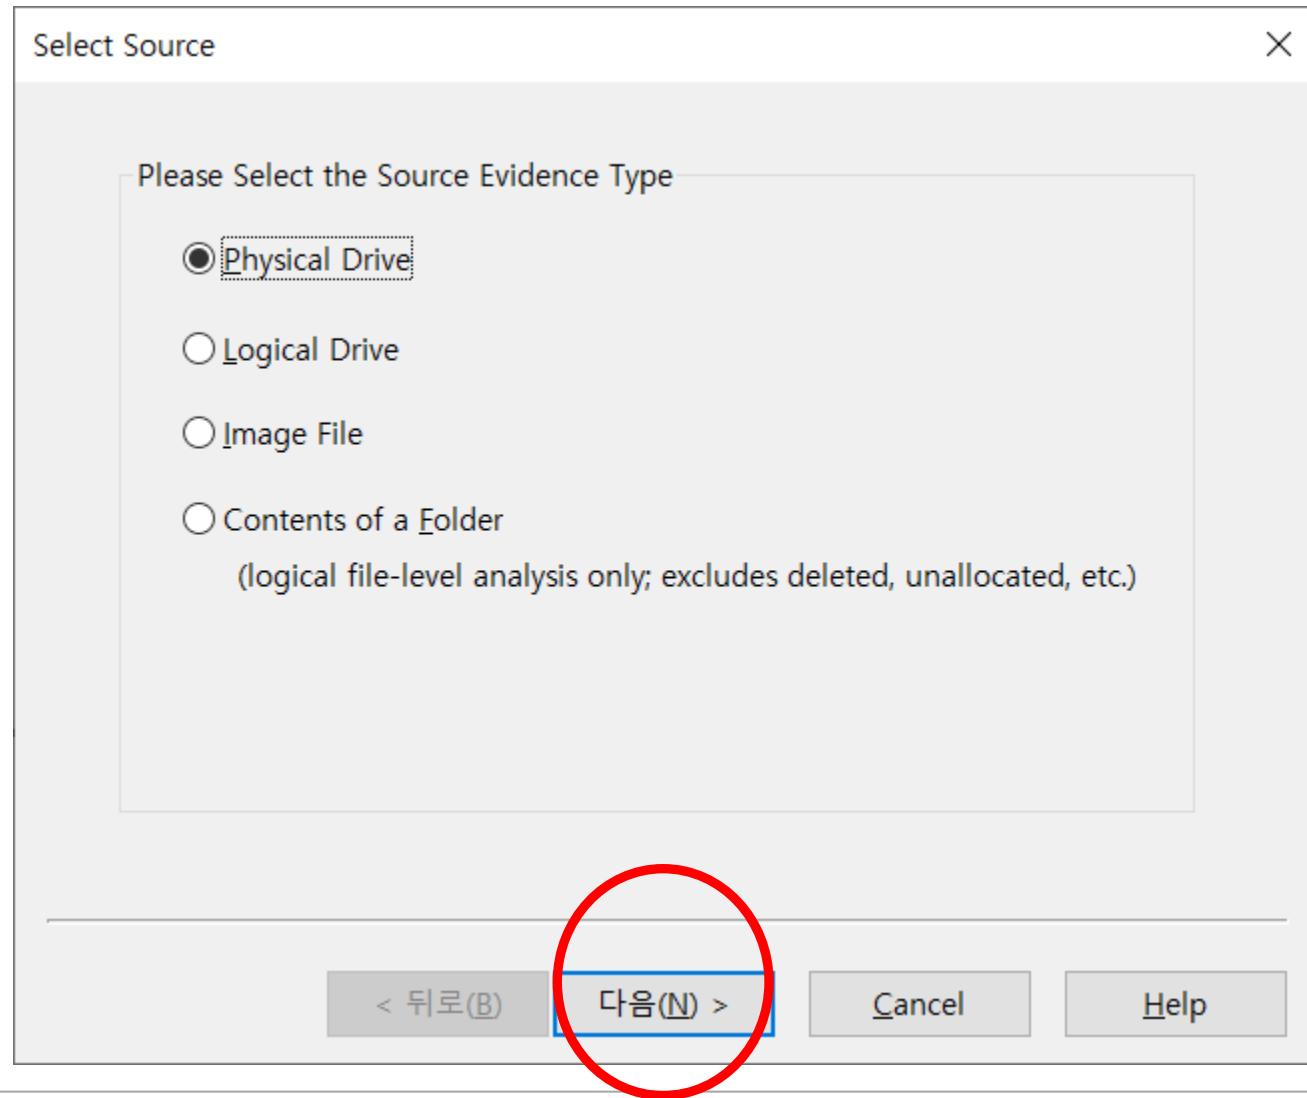 Select Source
Please Select the Source Evidence Type
Physical Drive
Logical Drive
Image File
Contents of a Folder
(logical file-level analysis only; excludes deleted, unallocated, etc.)
< 뒤로(B) 다음(N) > Cancel Help